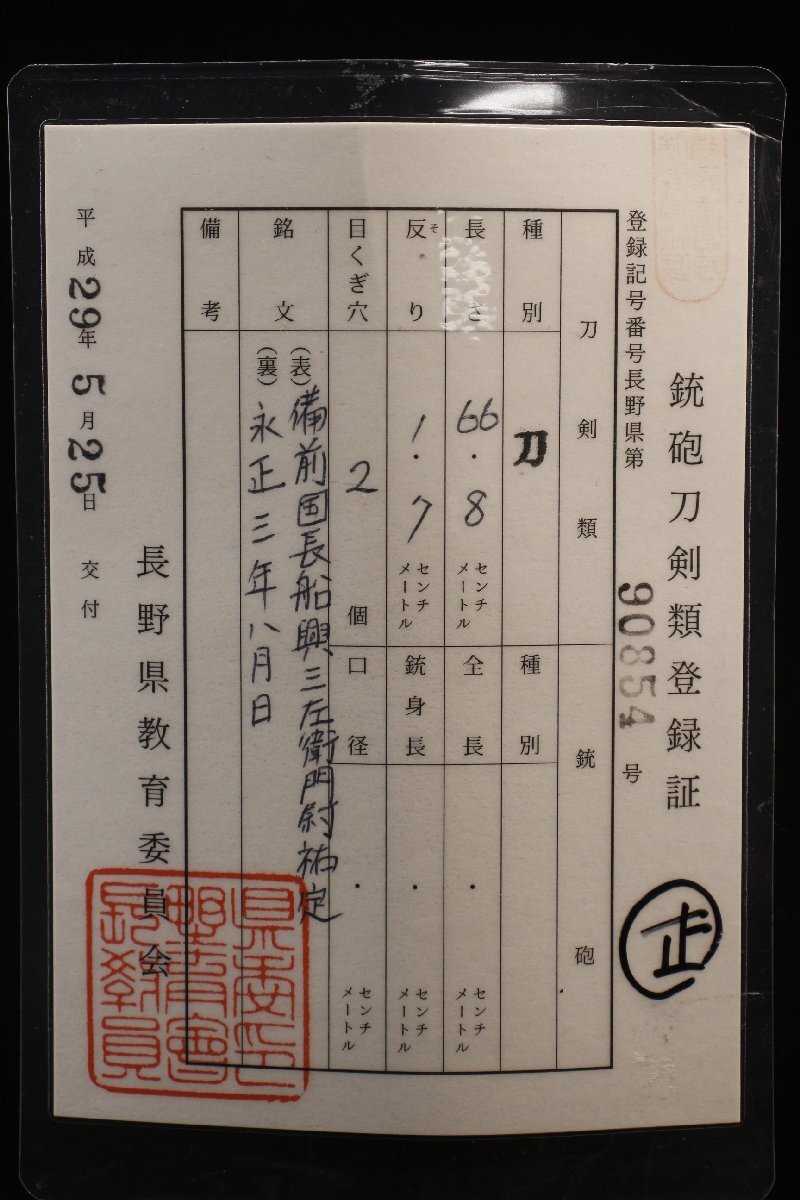 銃砲刀剣類登録証
登録記号番号長野県第 90854 号
正
刀剣類
銃砲
種別 刀
種別
長さ 66.8 センチメートル
全長 ・ センチメートル
反り 1.7 センチメートル
そ
銃身長 ・ センチメートル
目くぎ穴 2 個
口径 ・ センチメートル
銘文
(表) 備前国長船興三左衛門尉祐定
(裏) 永正三年八月日
備考
長野県教育委員会
平成29年5月25日 交付